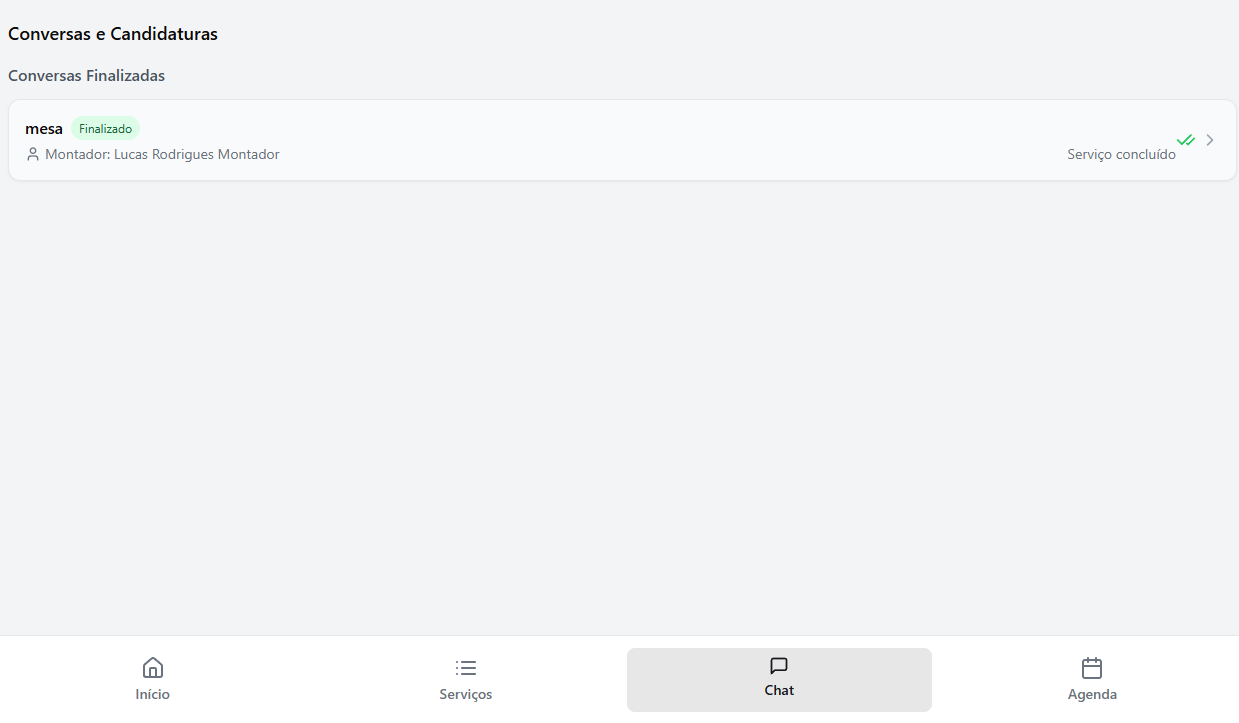 Conversas e Candidaturas
Conversas Finalizadas
mesa Finalizado
Montador: Lucas Rodrigues Montador
Serviço concluído
Início
Serviços
Chat
Agenda